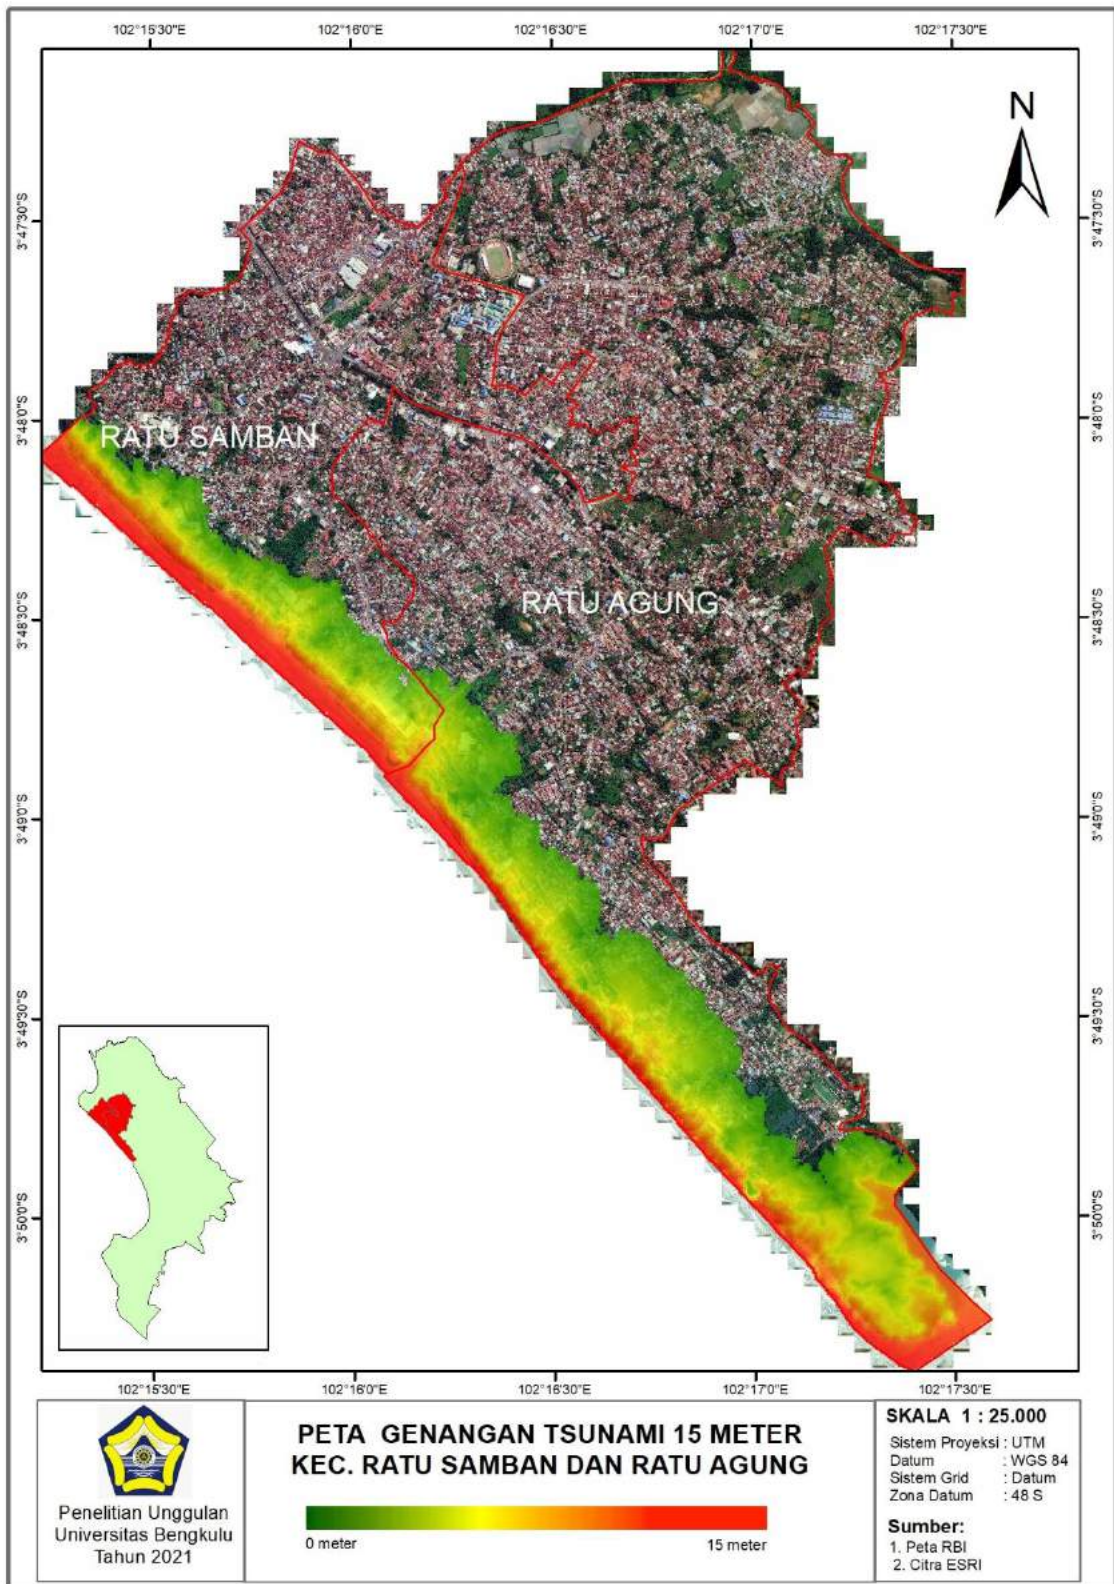 102°15'30"E 102°16'0"E 102°16'30"E 102°17'0"E 102°17'30"E
N
3°47'30"S 3°47'30"S
3°48'0"S 3°48'0"S
RATU SAMBAN
3°48'30"S 3°48'30"S
RATU AGUNG
3°49'0"S 3°49'0"S
3°49'30"S 3°49'30"S
3°50'0"S 3°50'0"S
102°15'30"E 102°16'0"E 102°16'30"E 102°17'0"E 102°17'30"E
Penelitian Unggulan
Universitas Bengkulu
Tahun 2021
PETA GENANGAN TSUNAMI 15 METER
KEC. RATU SAMBAN DAN RATU AGUNG
0 meter 15 meter
SKALA 1 : 25.000
Sistem Proyeksi : UTM
Datum : WGS 84
Sistem Grid : Datum
Zona Datum : 48 S
Sumber:
1. Peta RBI
2. Citra ESRI